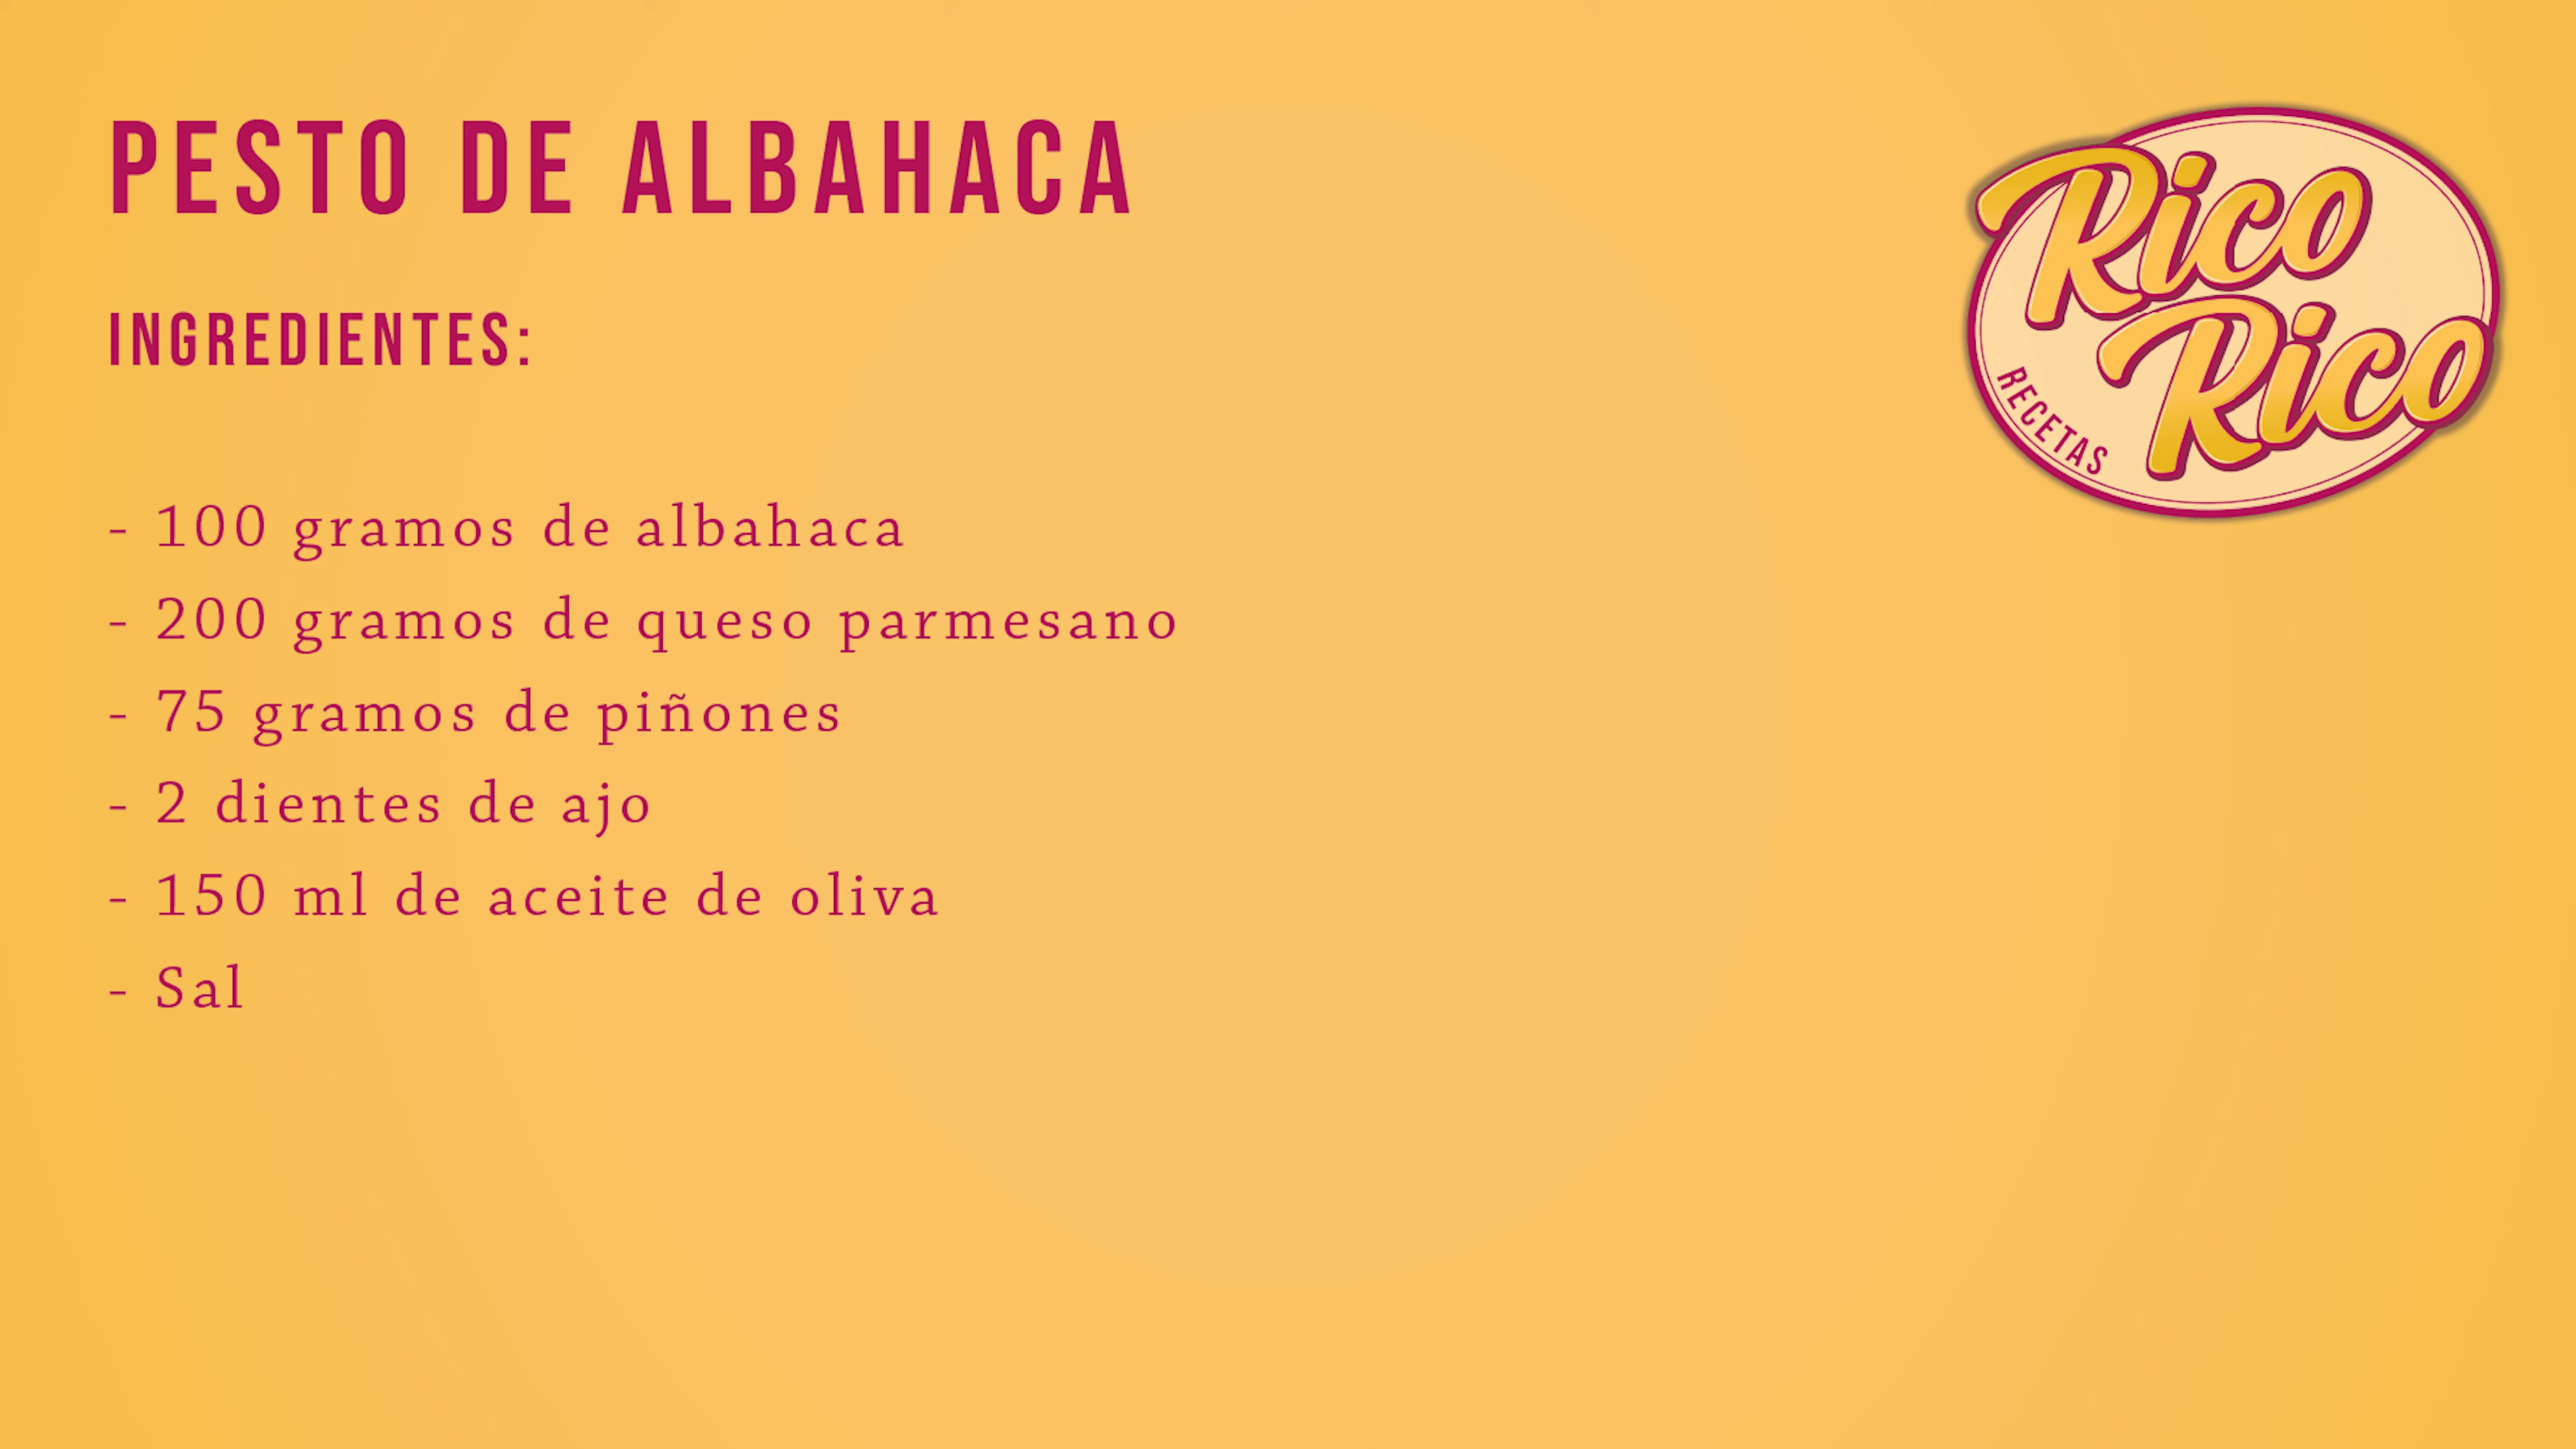 PESTO DE ALBAHACA
INGREDIENTES:
- 100 gramos de albahaca
- 200 gramos de queso parmesano
- 75 gramos de piñones
- 2 dientes de ajo
- 150 ml de aceite de oliva
- Sal
Rico
Rico
RECETAS